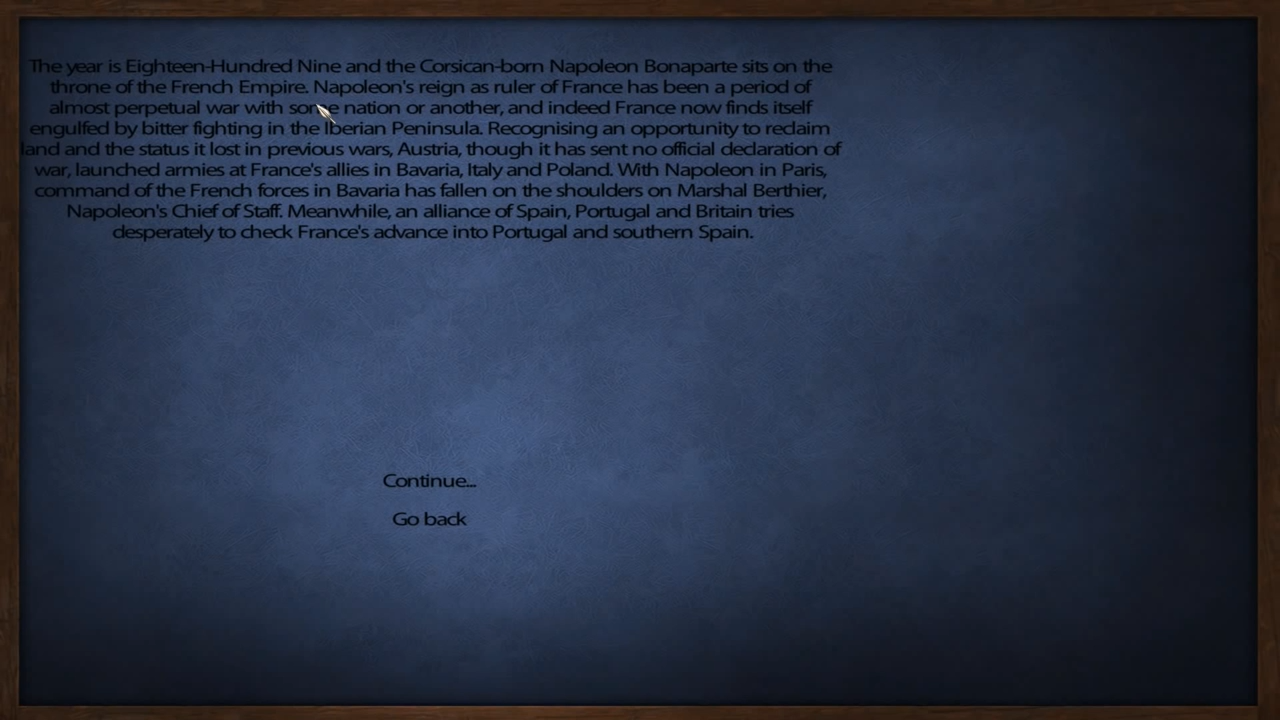 The year is Eighteen-Hundred Nine and the Corsican-born Napoleon Bonaparte sits on the
throne of the French Empire. Napoleon's reign as ruler of France has been a period of
almost perpetual war with some nation or another, and indeed France now finds itself
engulfed by bitter fighting in the Iberian Peninsula. Recognising an opportunity to reclaim
land and the status it lost in previous wars, Austria, though it has sent no official declaration of
war, launched armies at France's allies in Bavaria, Italy and Poland. With Napoleon in Paris,
command of the French forces in Bavaria has fallen on the shoulders on Marshal Berthier,
Napoleon's Chief of Staff. Meanwhile, an alliance of Spain, Portugal and Britain tries
desperately to check France's advance into Portugal and southern Spain.
Continue...
Go back